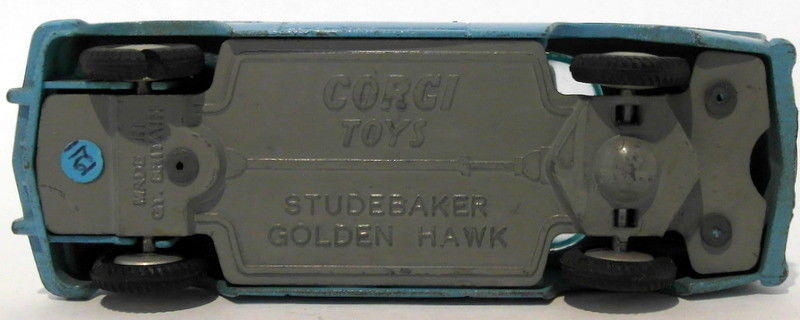 CORGI
TOYS
STUDEBAKER
GOLDEN HAWK
MADE IN
GT. BRITAIN